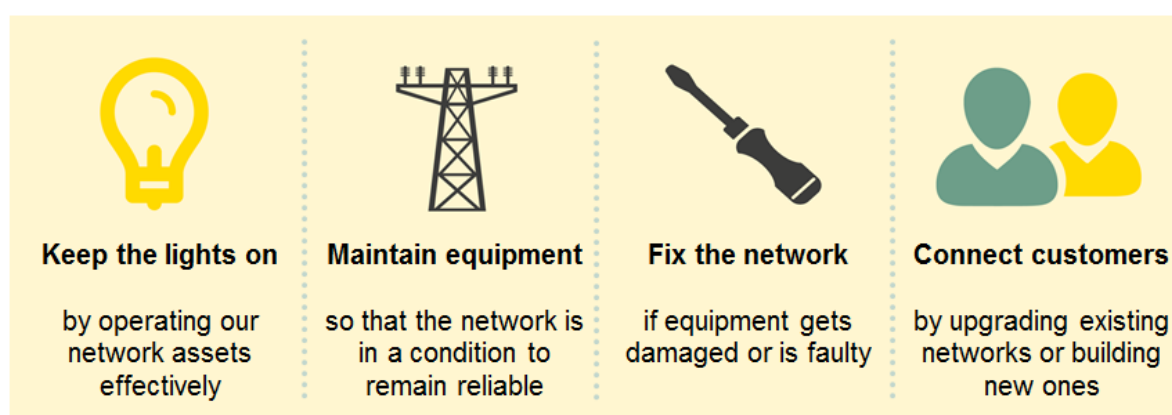 Keep the lights on
by operating our
network assets
effectively
Maintain equipment
so that the network is
in a condition to
remain reliable
Fix the network
if equipment gets
damaged or is faulty
Connect customers
by upgrading existing
networks or building
new ones